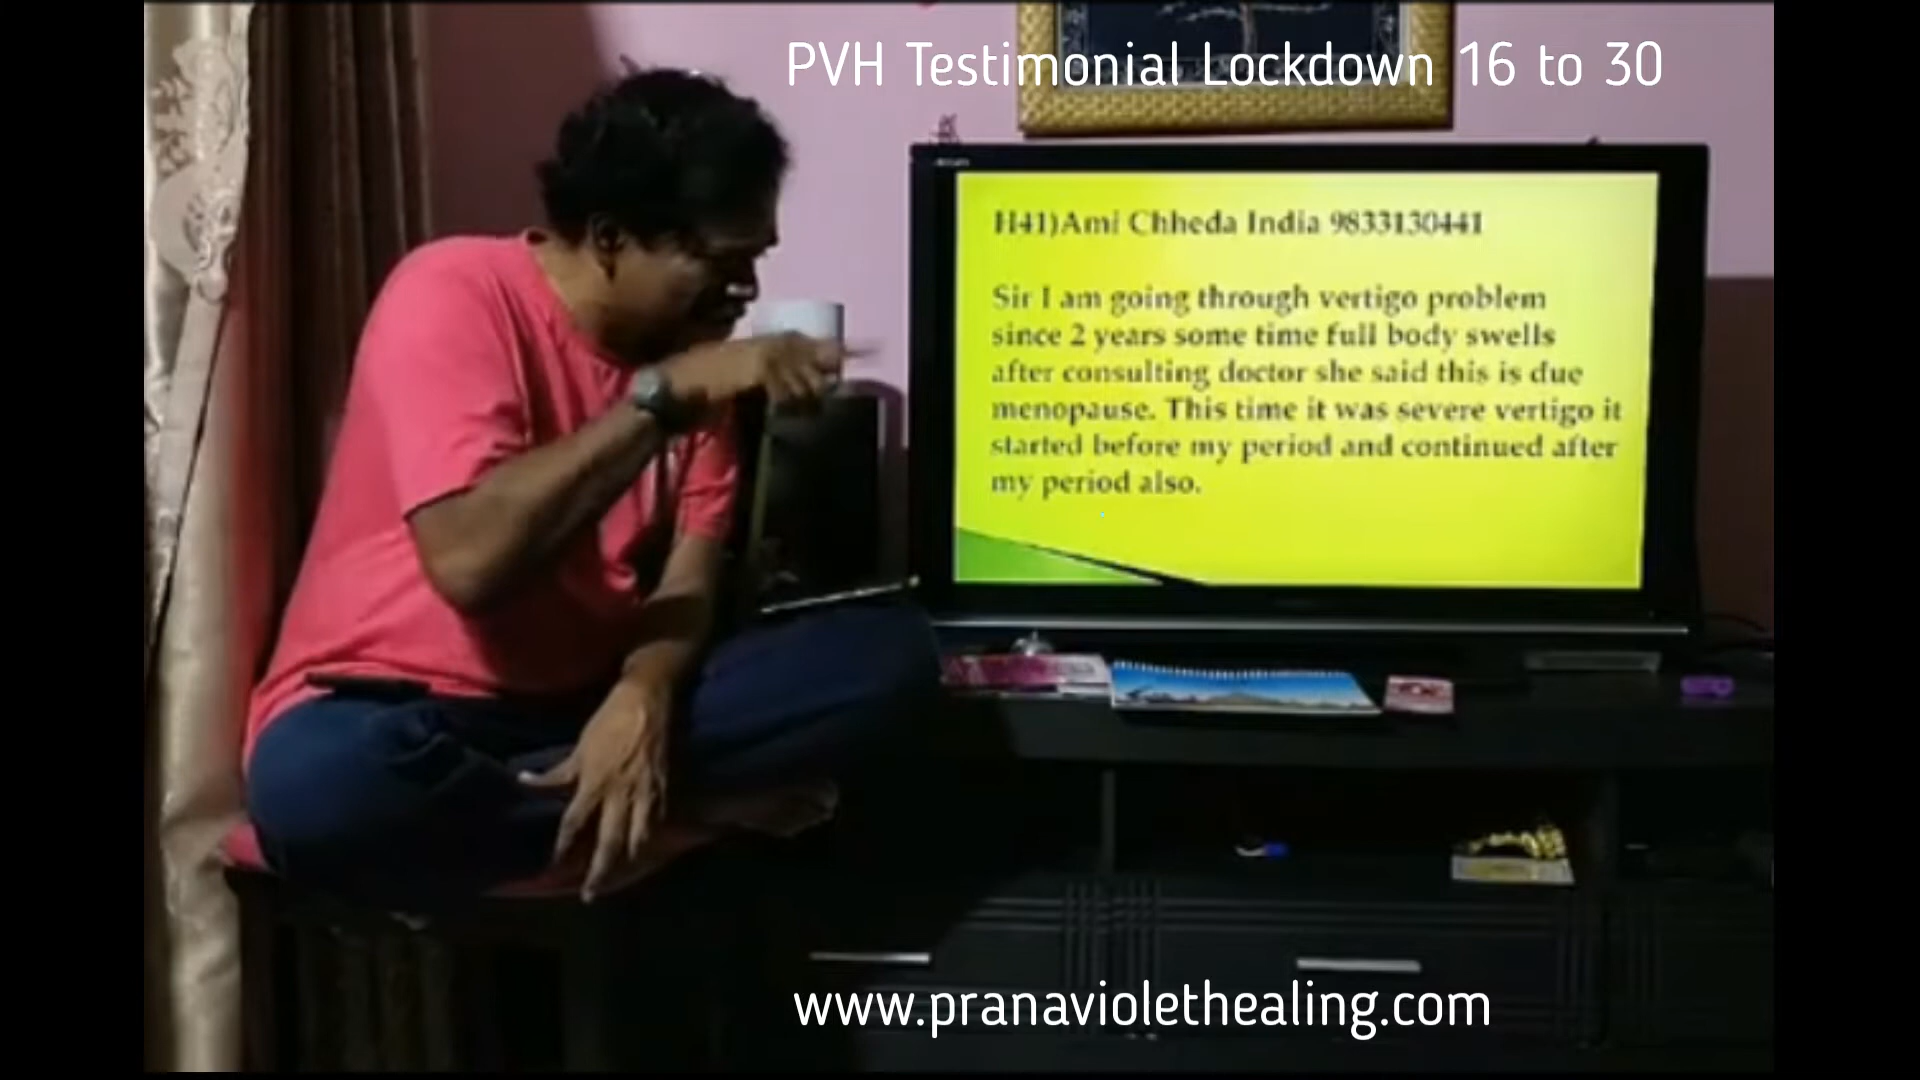 PVH Testimonial Lockdown 16 to 30
H41)Ami Chheda India 9833130441
Sir I am going through vertigo problem
since 2 years some time full body swells
after consulting doctor she said this is due
menopause. This time it was severe vertigo it
started before my period and continued after
my period also.
www.pranaviolethealing.com